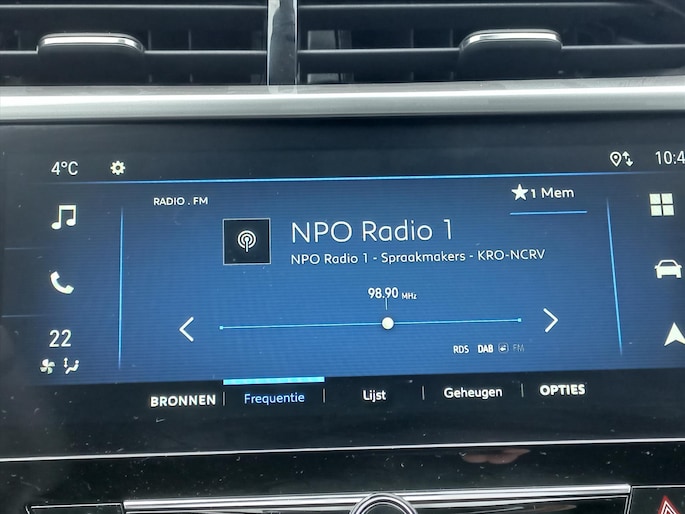 4°C
10:4
RADIO . FM
1 Mem
NPO Radio 1
NPO Radio 1 - Spraakmakers - KRO-NCRV
98.90 MHz
22
RDS DAB FM
BRONNEN Frequentie Lijst Geheugen OPTIES